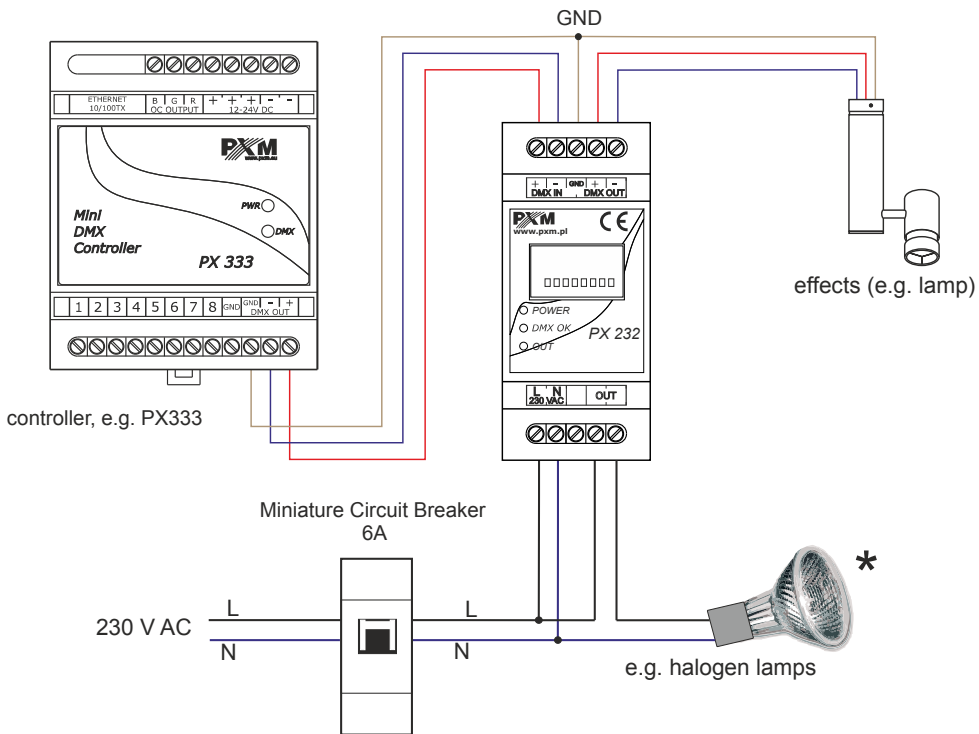 GND
ETHERNET
10/100TX
B G R
OC OUTPUT
+ + + - -
12-24V DC
PXM
www.pxm.eu
PWR
DMX
Mini
DMX
Controller
PX 333
1 2 3 4 5 6 7 8 GND GND - +
DMX OUT
controller, e.g. PX333
+ - GND + -
DMX IN DMX OUT
PXM CE
www.pxm.pl
POWER
DMX OK
OUT
PX 232
L N
230 VAC
OUT
effects (e.g. lamp)
Miniature Circuit Breaker
6A
230 V AC
L
N
L
N
*
e.g. halogen lamps